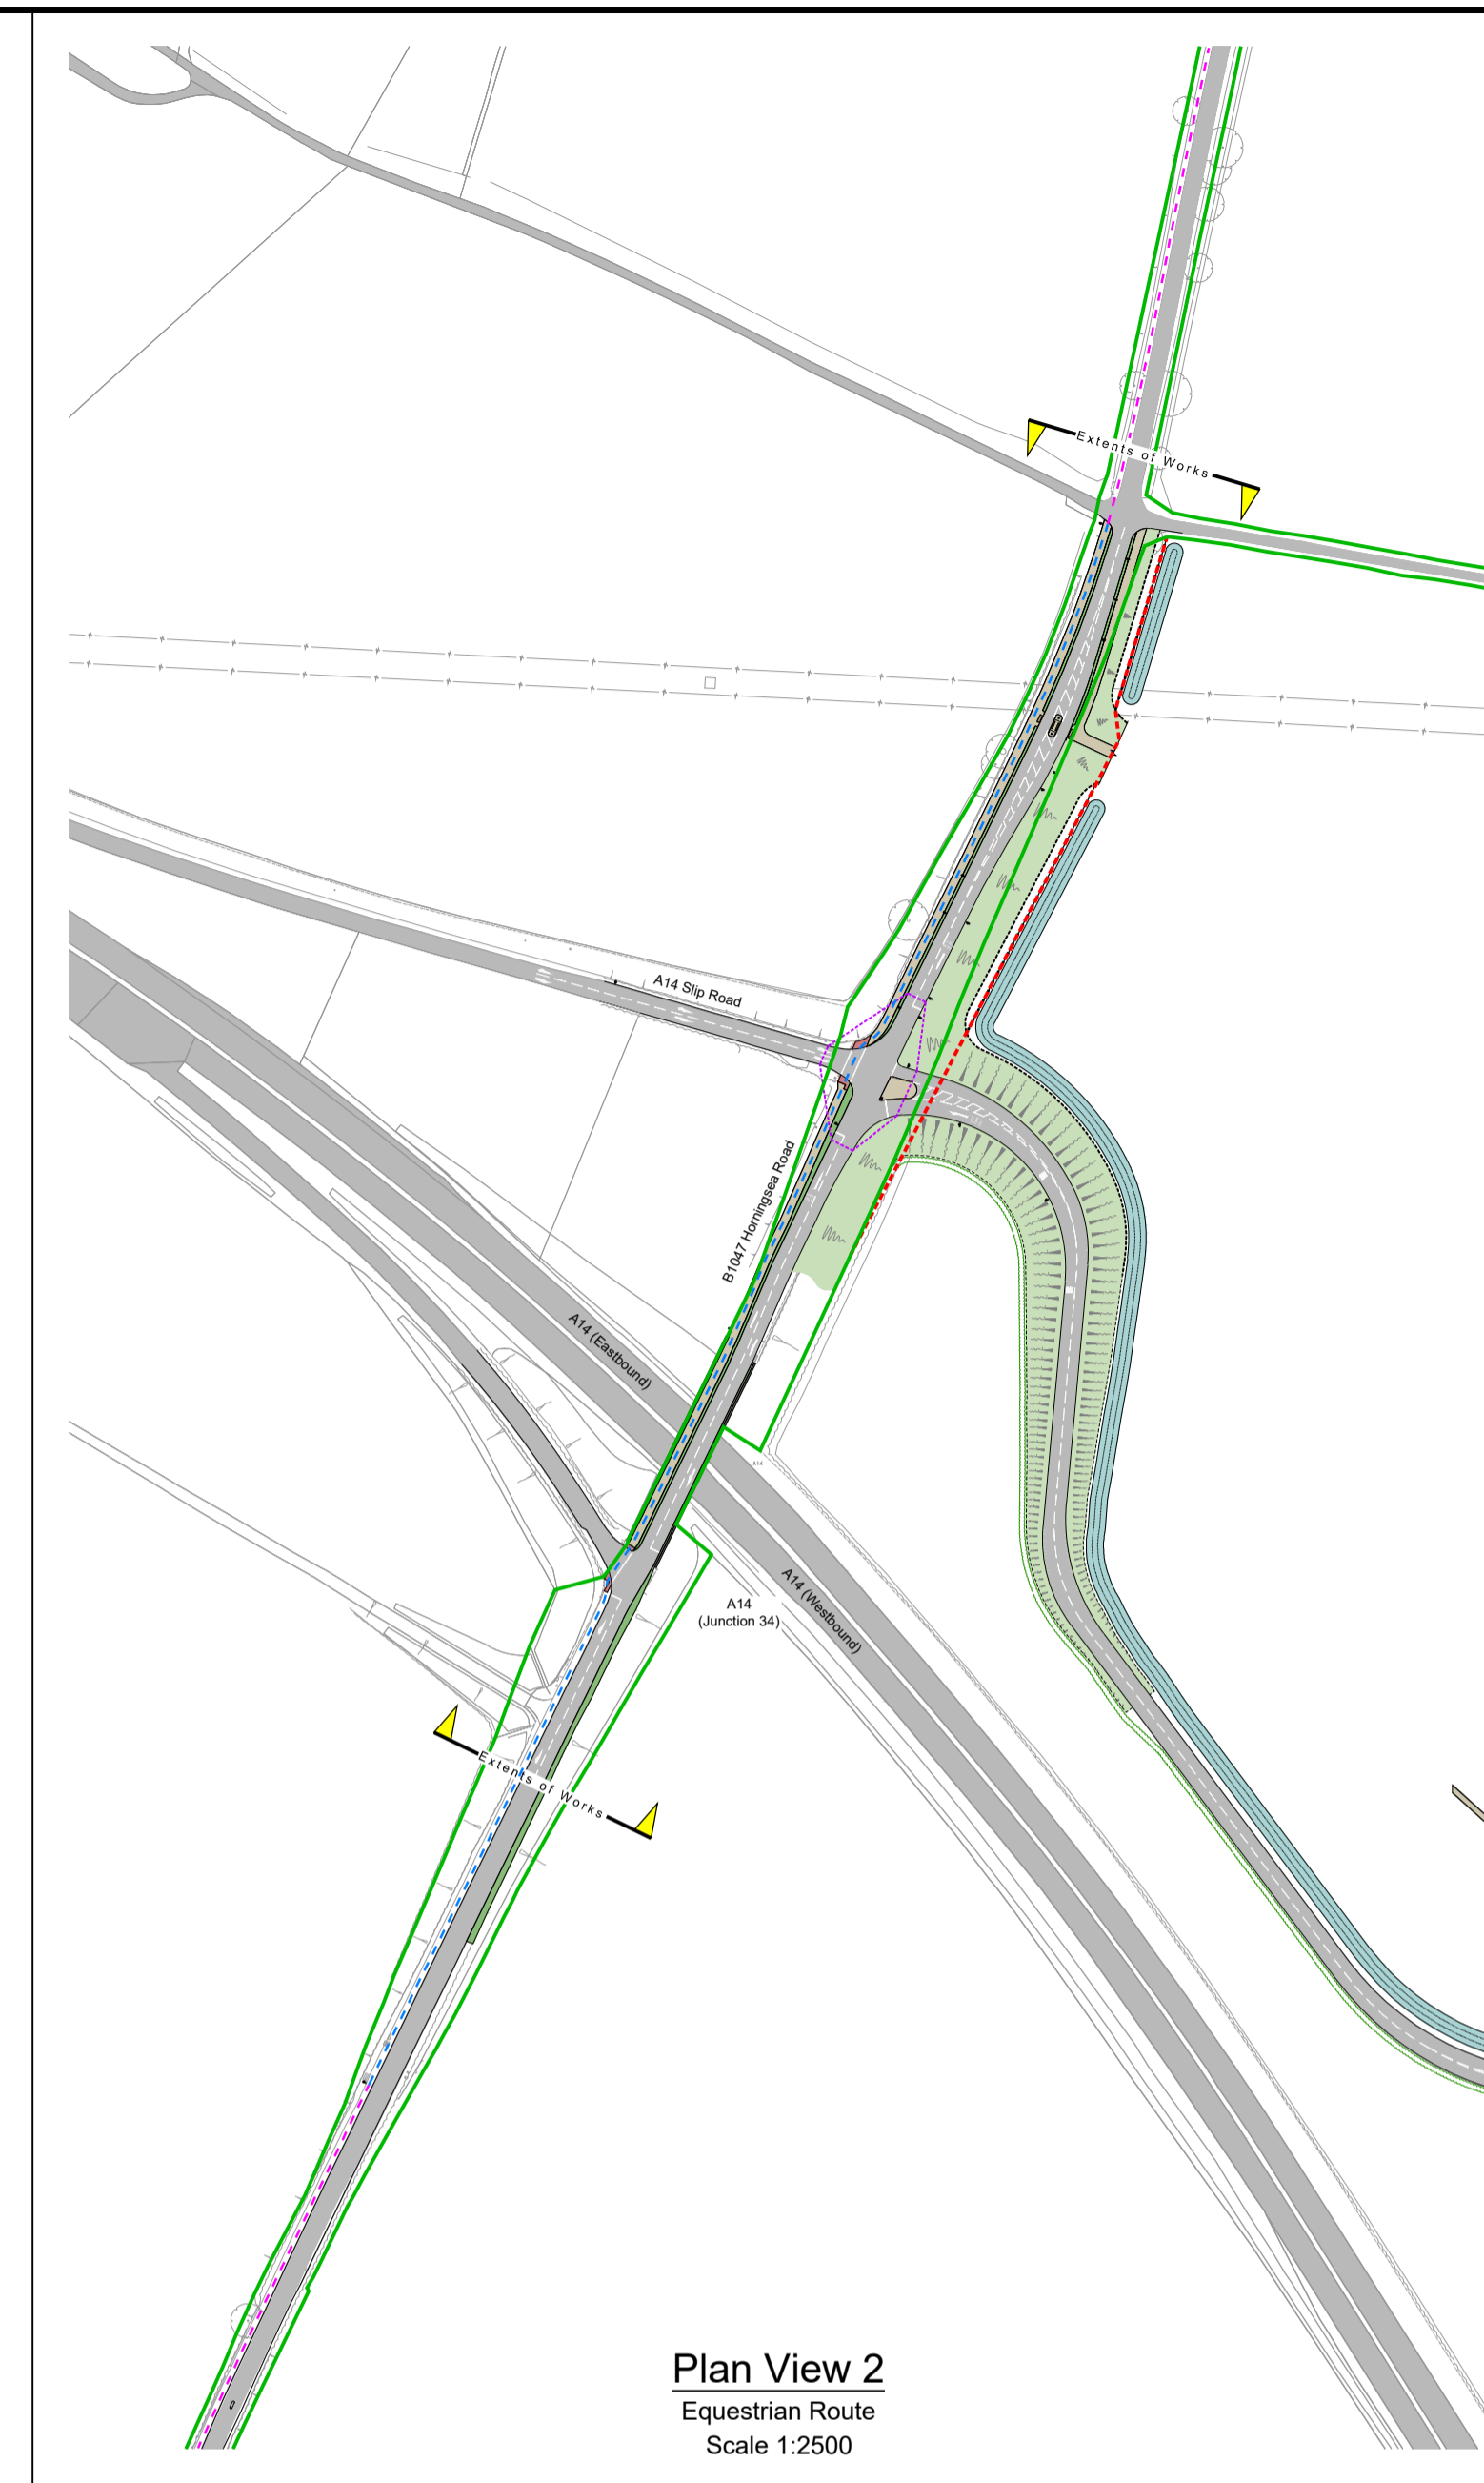 Extents of Works
A14 Slip Road
B1047 Horningsea Road
A14 (Eastbound)
A14
A14
(Junction 34)
A14 (Westbound)
Extents of Works
Plan View 2
Equestrian Route
Scale 1:2500